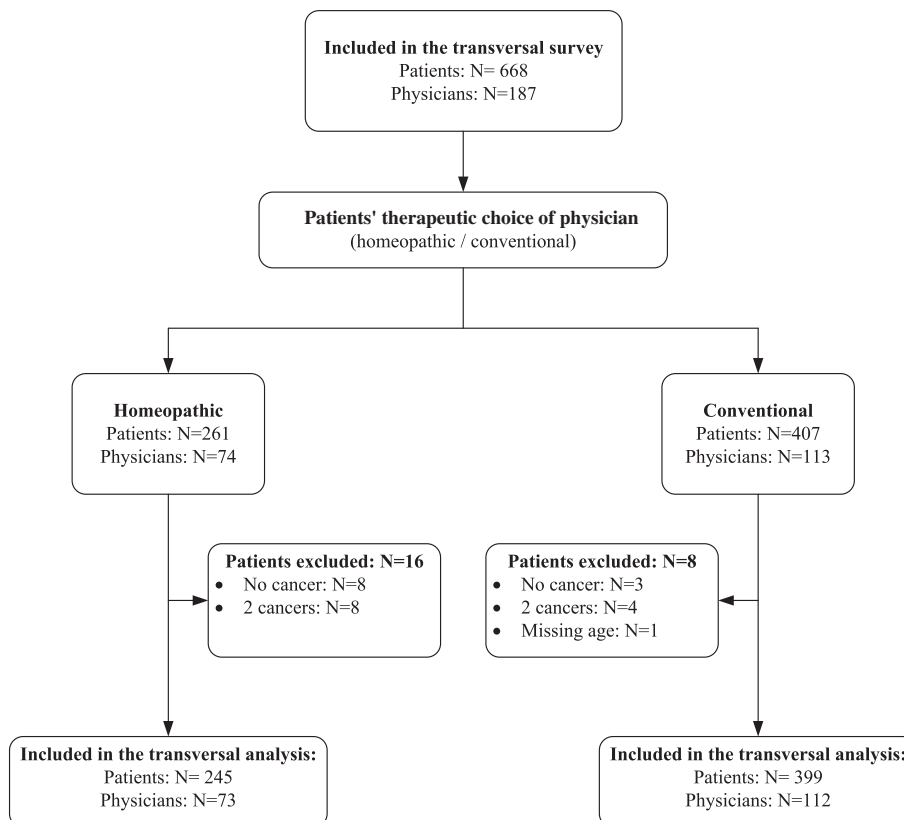 Included in the transversal survey
Patients: N= 668
Physicians: N=187
Patients' therapeutic choice of physician
(homeopathic / conventional)
Homeopathic
Patients: N=261
Physicians: N=74
Conventional
Patients: N=407
Physicians: N=113
Patients excluded: N=16
• No cancer: N=8
• 2 cancers: N=8
Patients excluded: N=8
• No cancer: N=3
• 2 cancers: N=4
• Missing age: N=1
Included in the transversal analysis:
Patients: N= 245
Physicians: N=73
Included in the transversal analysis:
Patients: N= 399
Physicians: N=112